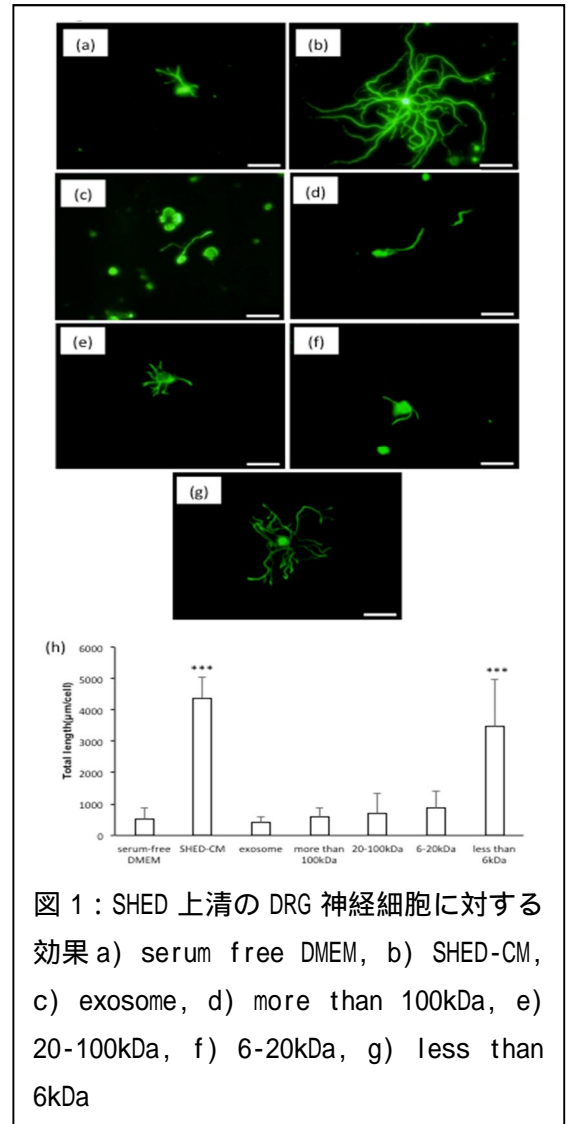 (a)
(b)
(c)
(d)
(e)
(f)
(g)
(h)
Total length(μm/cell)
6000
5000
4000
3000
2000
1000
0
***
***
serum-free DMEM
SHED-CM
exosome
more than 100kDa
20-100kDa
6-20kDa
less than 6kDa
図 1：SHED 上清の DRG 神経細胞に対する
効果 a) serum free DMEM, b) SHED-CM,
c) exosome, d) more than 100kDa, e)
20-100kDa, f) 6-20kDa, g) less than
6kDa